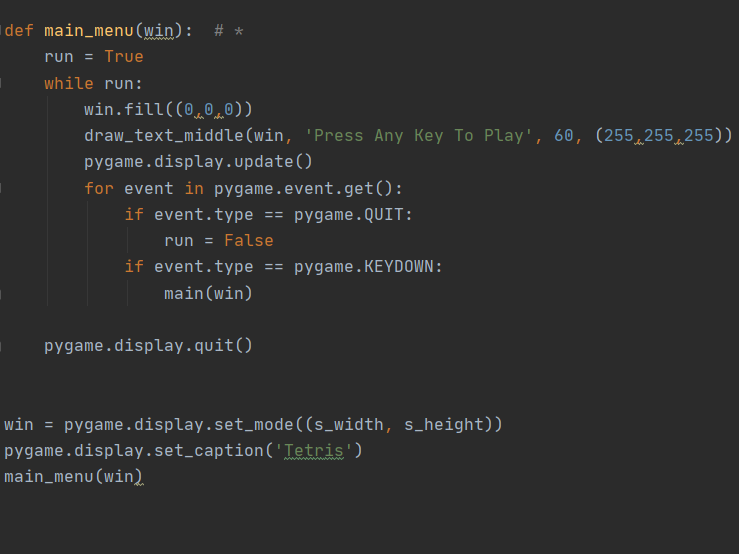 def main_menu(win):  # *
    run = True
    while run:
        win.fill((0,0,0))
        draw_text_middle(win, 'Press Any Key To Play', 60, (255,255,255))
        pygame.display.update()
        for event in pygame.event.get():
            if event.type == pygame.QUIT:
                run = False
            if event.type == pygame.KEYDOWN:
                main(win)

    pygame.display.quit()


win = pygame.display.set_mode((s_width, s_height))
pygame.display.set_caption('Tetris')
main_menu(win)